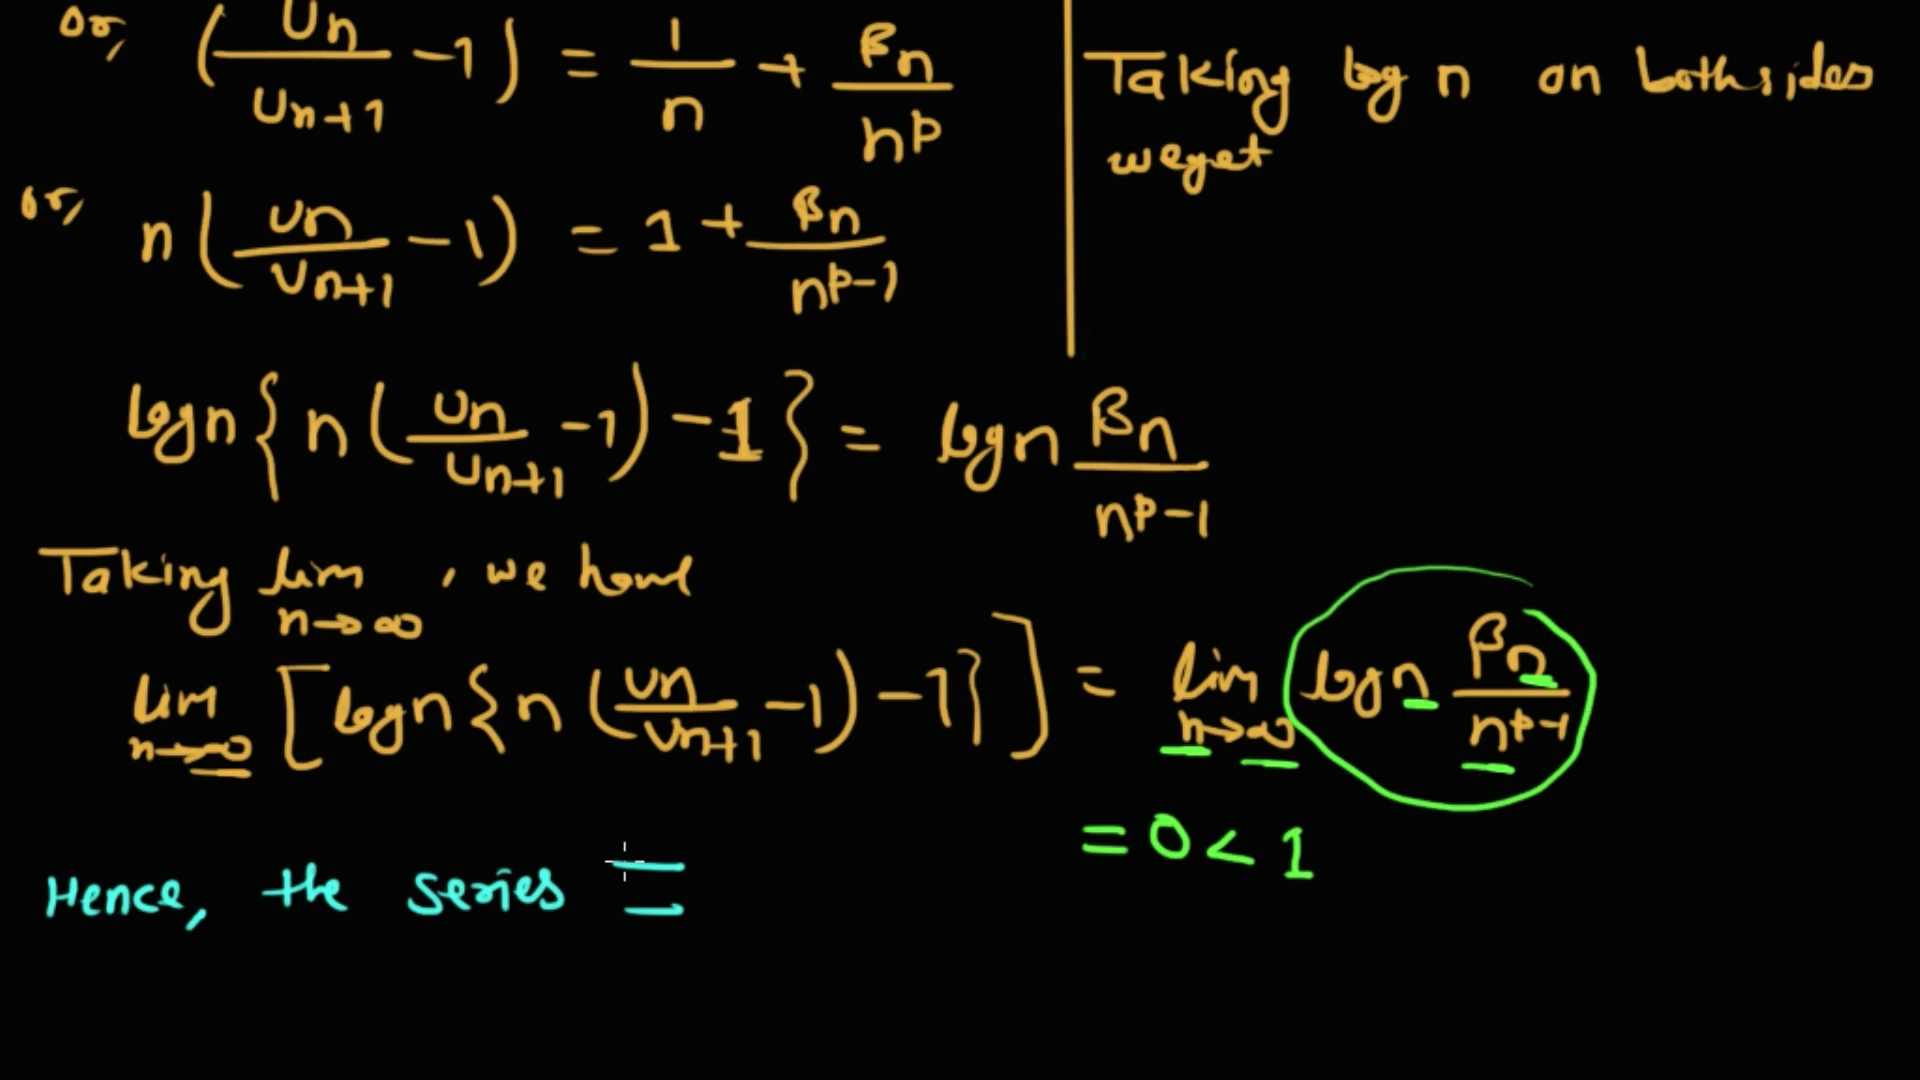 or, (Un/Un+1 -1) = 1/n + βn/n^p
or, n(Un/Un+1 -1) = 1 + βn/n^p-1
Taking log n on both sides
we get
log n { n (Un/Un+1 -1) -1 } = log n βn/n^p-1
Taking lim n→∞ , we have
lim n→∞ [log n { n (Un/Un+1 -1) -1 }] = lim n→∞ log n βn/n^p-1
= 0 < 1
Hence, the series